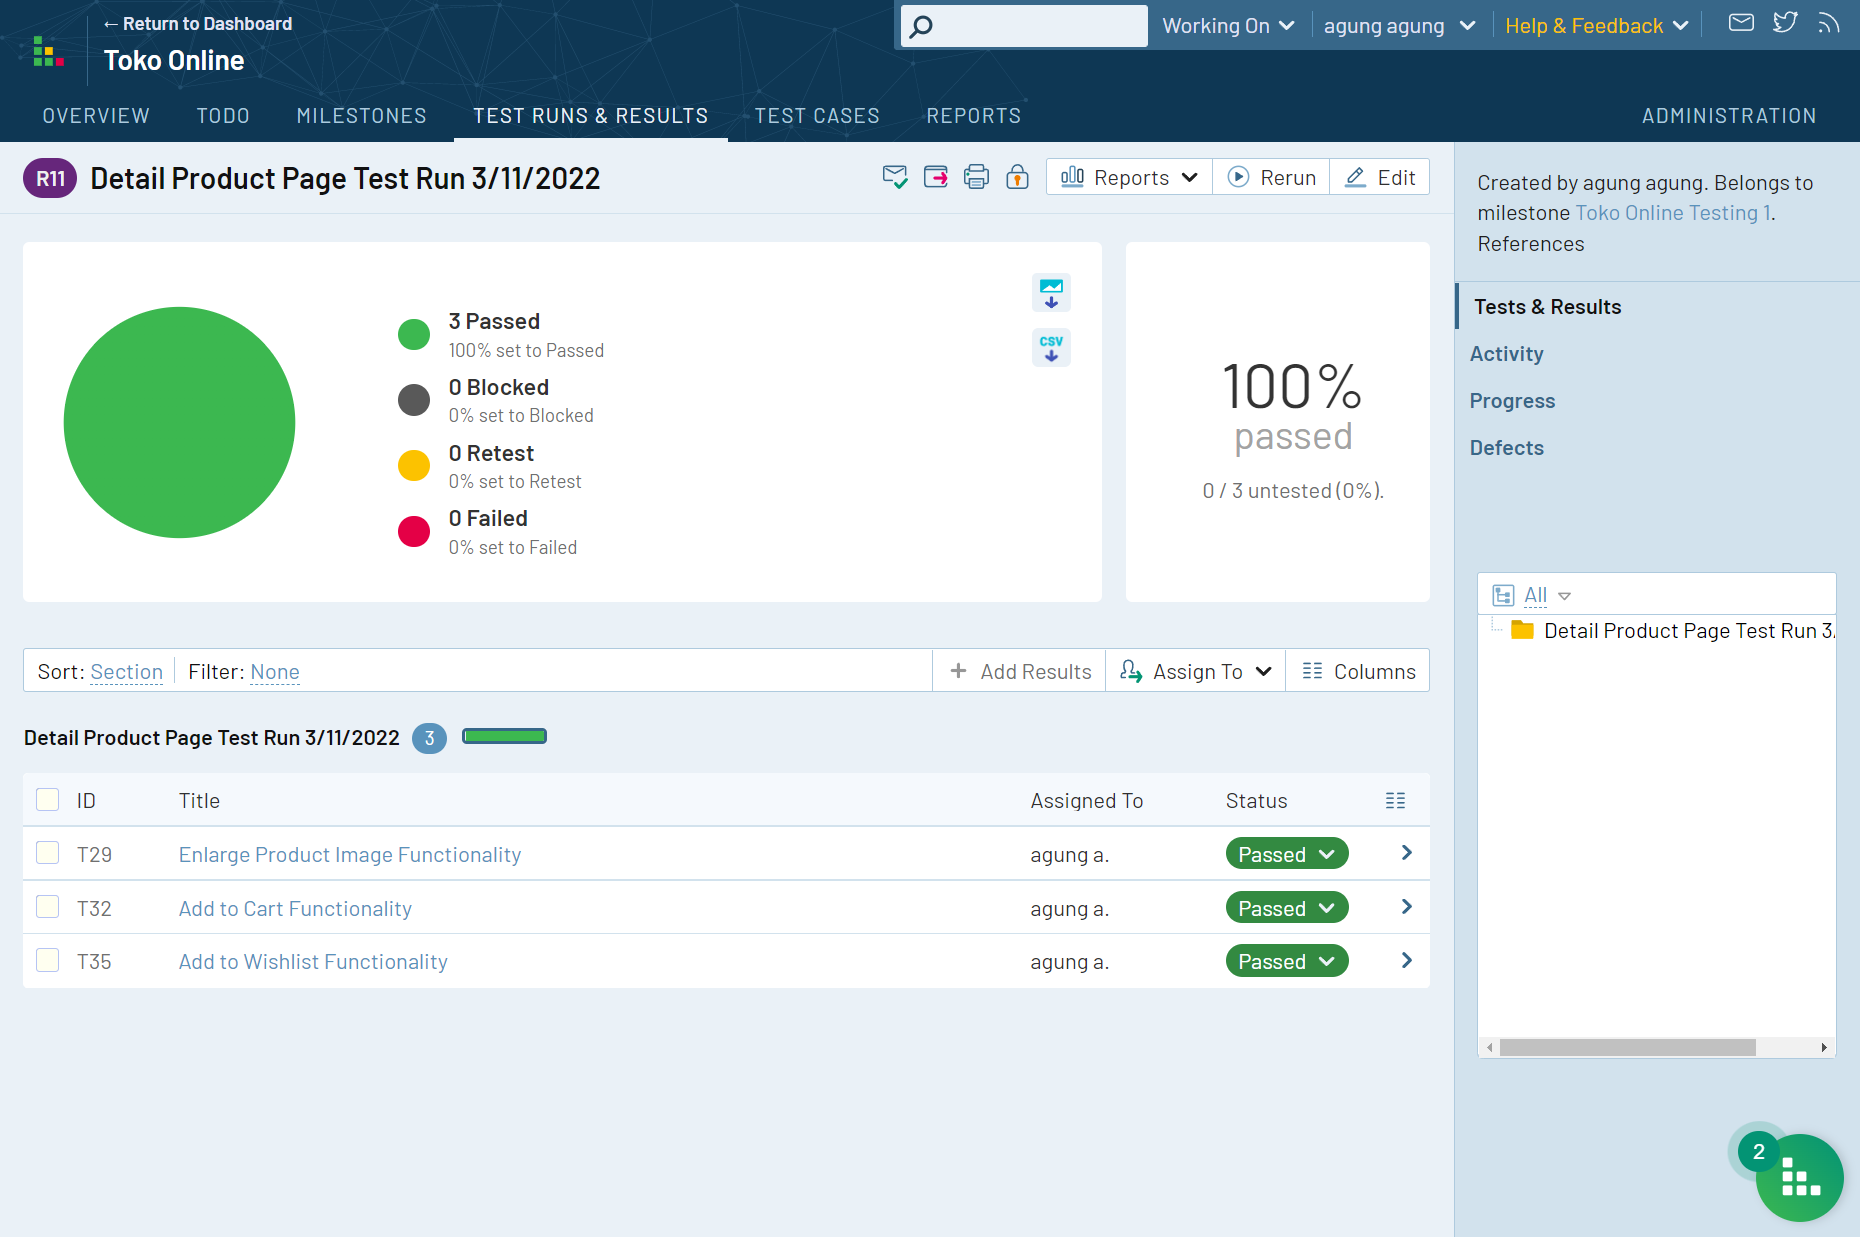 ←Return to Dashboard
Toko Online
Working On
agung agung
Help & Feedback
OVERVIEW
TODO
MILESTONES
TEST RUNS & RESULTS
TEST CASES
REPORTS
ADMINISTRATION
R11
Detail Product Page Test Run 3/11/2022
Reports
Rerun
Edit
Created by agung agung. Belongs to
milestone Toko Online Testing 1.
References
3 Passed
100% set to Passed
0 Blocked
0% set to Blocked
0 Retest
0% set to Retest
0 Failed
0% set to Failed
CSV
100%
passed
0 / 3 untested (0%).
Tests & Results
Activity
Progress
Defects
All
Detail Product Page Test Run 3/
Sort: Section
Filter: None
+ Add Results
Assign To
Columns
Detail Product Page Test Run 3/11/2022
3
ID
Title
Assigned To
Status
T29
Enlarge Product Image Functionality
agung a.
Passed
T32
Add to Cart Functionality
agung a.
Passed
T35
Add to Wishlist Functionality
agung a.
Passed
2